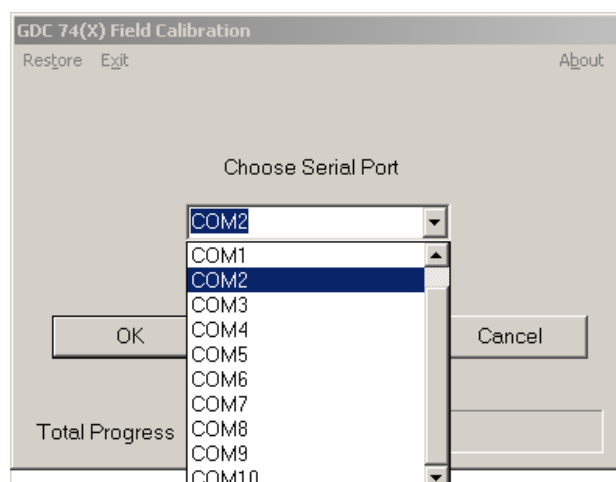 GDC 74(X) Field Calibration
Restore Exit About
Choose Serial Port
COM2
COM1
COM2
COM3
COM4
COM5
COM6
COM7
COM8
COM9
COM10
OK
Cancel
Total Progress